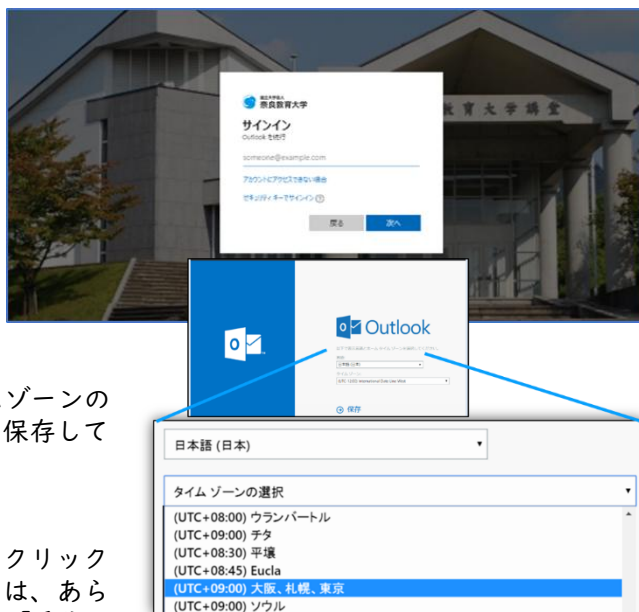 国立大学法人
奈良教育大学
サインイン
Outlook を続行
someone@example.com
アカウントにアクセスできない場合
セキュリティ キーでサインイン
戻る
次へ
教育大学講堂
Outlook
日本語 (日本)
保存
ゾーンの
保存して
クリック
は、あら
日本語 (日本)
タイム ゾーンの選択
(UTC+08:00) ウランバートル
(UTC+09:00) チタ
(UTC+08:30) 平壌
(UTC+08:45) Eucla
(UTC+09:00) 大阪、札幌、東京
(UTC+09:00) ソウル